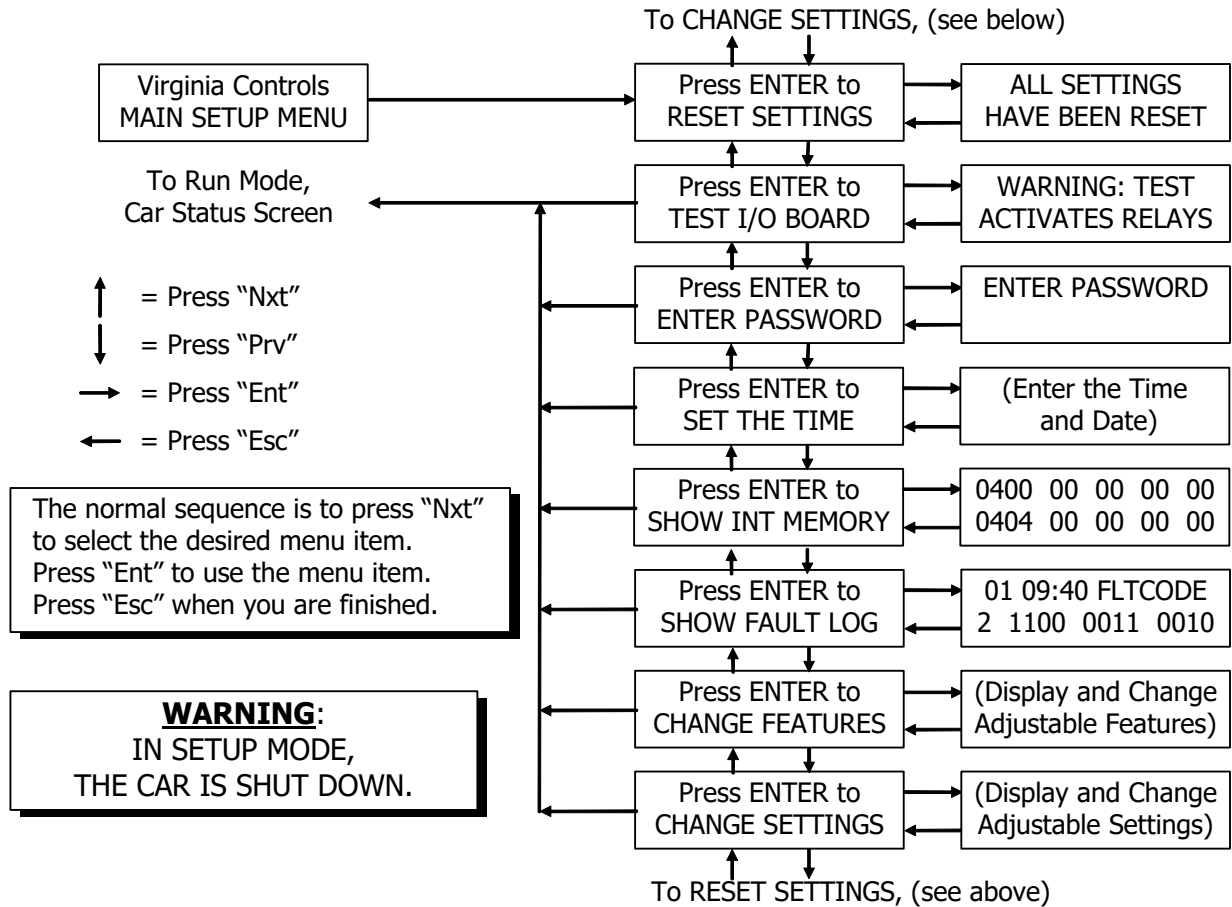 To CHANGE SETTINGS, (see below)
Virginia Controls
MAIN SETUP MENU
Press ENTER to
RESET SETTINGS
ALL SETTINGS
HAVE BEEN RESET
To Run Mode,
Car Status Screen
Press ENTER to
TEST I/O BOARD
WARNING: TEST
ACTIVATES RELAYS
= Press “Nxt”
= Press “Prv”
= Press “Ent”
= Press “Esc”
Press ENTER to
ENTER PASSWORD
ENTER PASSWORD
Press ENTER to
SET THE TIME
(Enter the Time
and Date)
The normal sequence is to press “Nxt”
to select the desired menu item.
Press “Ent” to use the menu item.
Press “Esc” when you are finished.
Press ENTER to
SHOW INT MEMORY
0400 00 00 00 00
0404 00 00 00 00
Press ENTER to
SHOW FAULT LOG
01 09:40 FLTCODE
2 1100 0011 0010
WARNING:
IN SETUP MODE,
THE CAR IS SHUT DOWN.
Press ENTER to
CHANGE FEATURES
(Display and Change
Adjustable Features)
Press ENTER to
CHANGE SETTINGS
(Display and Change
Adjustable Settings)
To RESET SETTINGS, (see above)